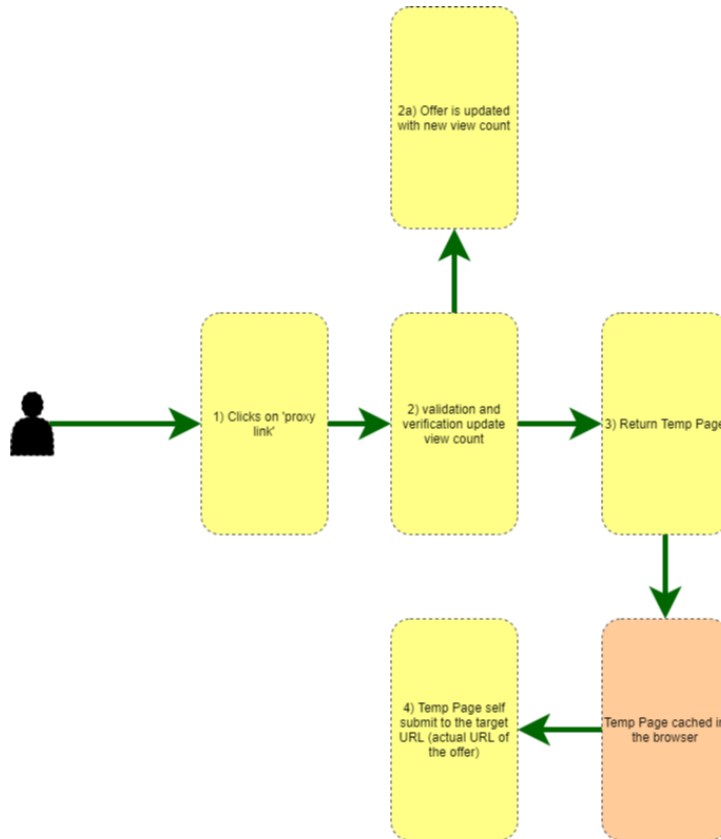 2a) Offer is updated
with new view count
1) Clicks on 'proxy
link'
2) validation and
verification update
view count
3) Return Temp Page
4) Temp Page self
submit to the target
URL (actual URL of
the offer)
Temp Page cached in
the browser